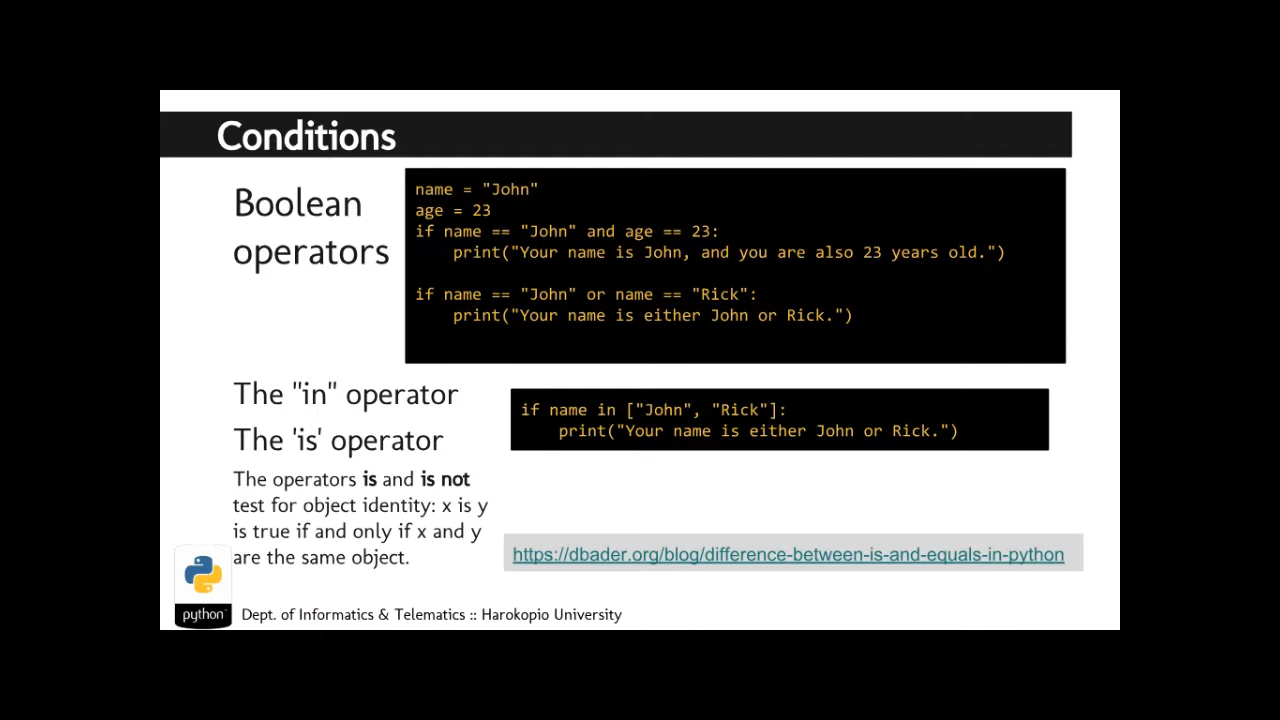 Conditions
Boolean
operators
name = "John"
age = 23
if name == "John" and age == 23:
    print("Your name is John, and you are also 23 years old.")
if name == "John" or name == "Rick":
    print("Your name is either John or Rick.")
The "in" operator
if name in ["John", "Rick"]:
    print("Your name is either John or Rick.")
The 'is' operator
The operators is and is not
test for object identity: x is y
is true if and only if x and y
are the same object.
https://dbader.org/blog/difference-between-is-and-equals-in-python
python
Dept. of Informatics & Telematics :: Harokopio University